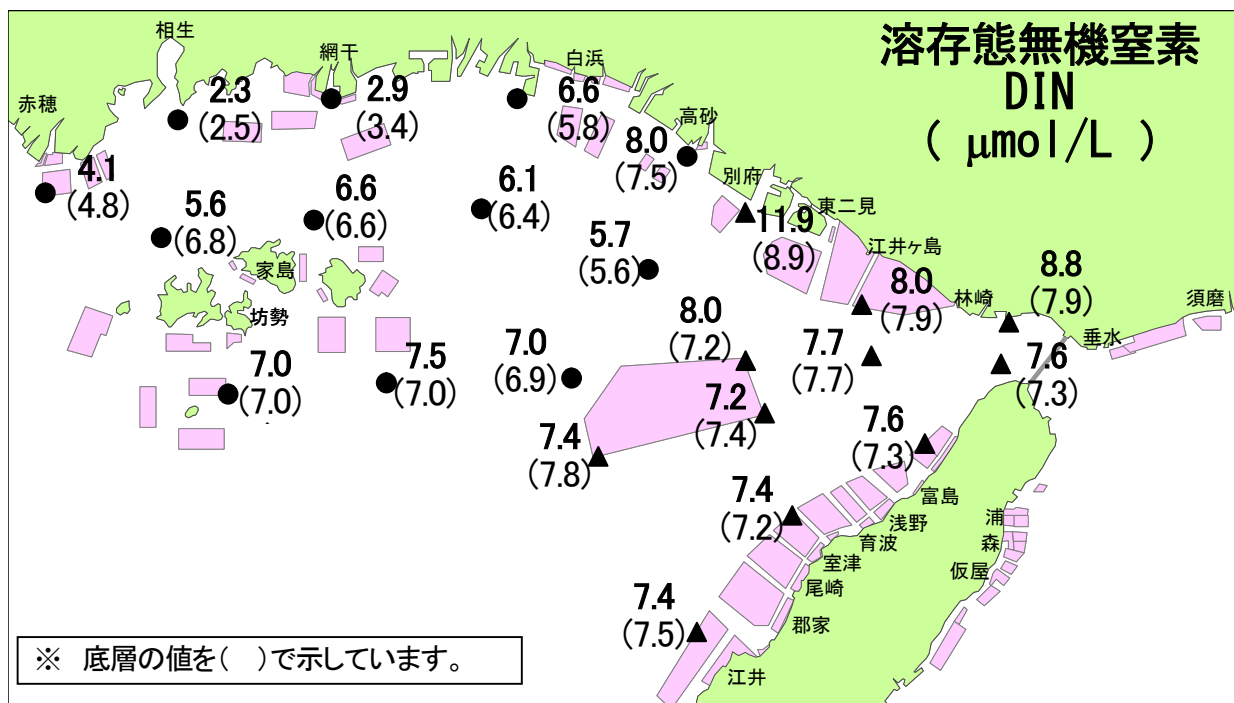 溶存態無機窒素
DIN
( μmol/L )
相生
網干
白浜
赤穂
高砂
別府
東二見
江井ヶ島
林崎
須磨
垂水
家島
坊勢
2.3
(2.5)
2.9
(3.4)
6.6
(5.8)
8.0
(7.5)
4.1
(4.8)
5.6
(6.8)
6.6
(6.6)
6.1
(6.4)
5.7
(5.6)
11.9
(8.9)
8.0
(7.9)
8.8
(7.9)
7.6
(7.3)
7.7
(7.7)
8.0
(7.2)
7.2
(7.4)
7.0
(6.9)
7.5
(7.0)
7.0
(7.0)
7.4
(7.8)
7.6
(7.3)
7.4
(7.2)
7.4
(7.5)
富島
浅野
育波
室津
尾崎
郡家
江井
浦
森
仮屋
※ 底層の値を( )で示しています。